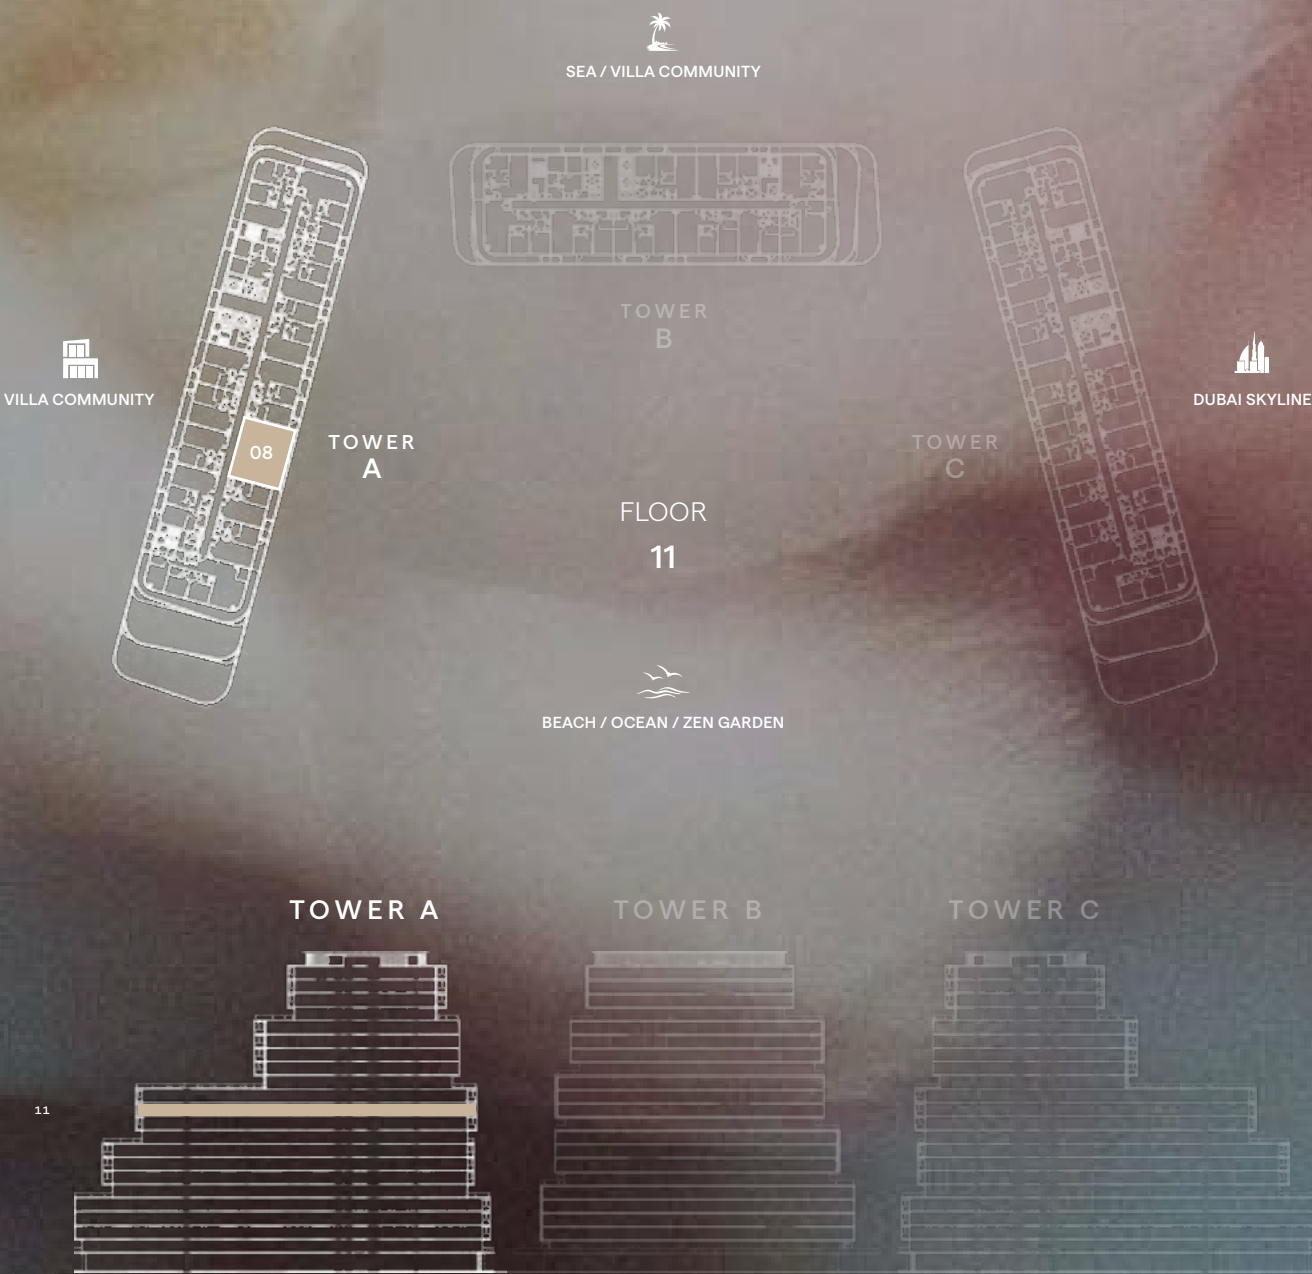 SEA / VILLA COMMUNITY
TOWER
B
VILLA COMMUNITY
DUBAI SKYLINE
08
TOWER
A
TOWER
C
FLOOR
11
BEACH / OCEAN / ZEN GARDEN
TOWER A
TOWER B
TOWER C
11